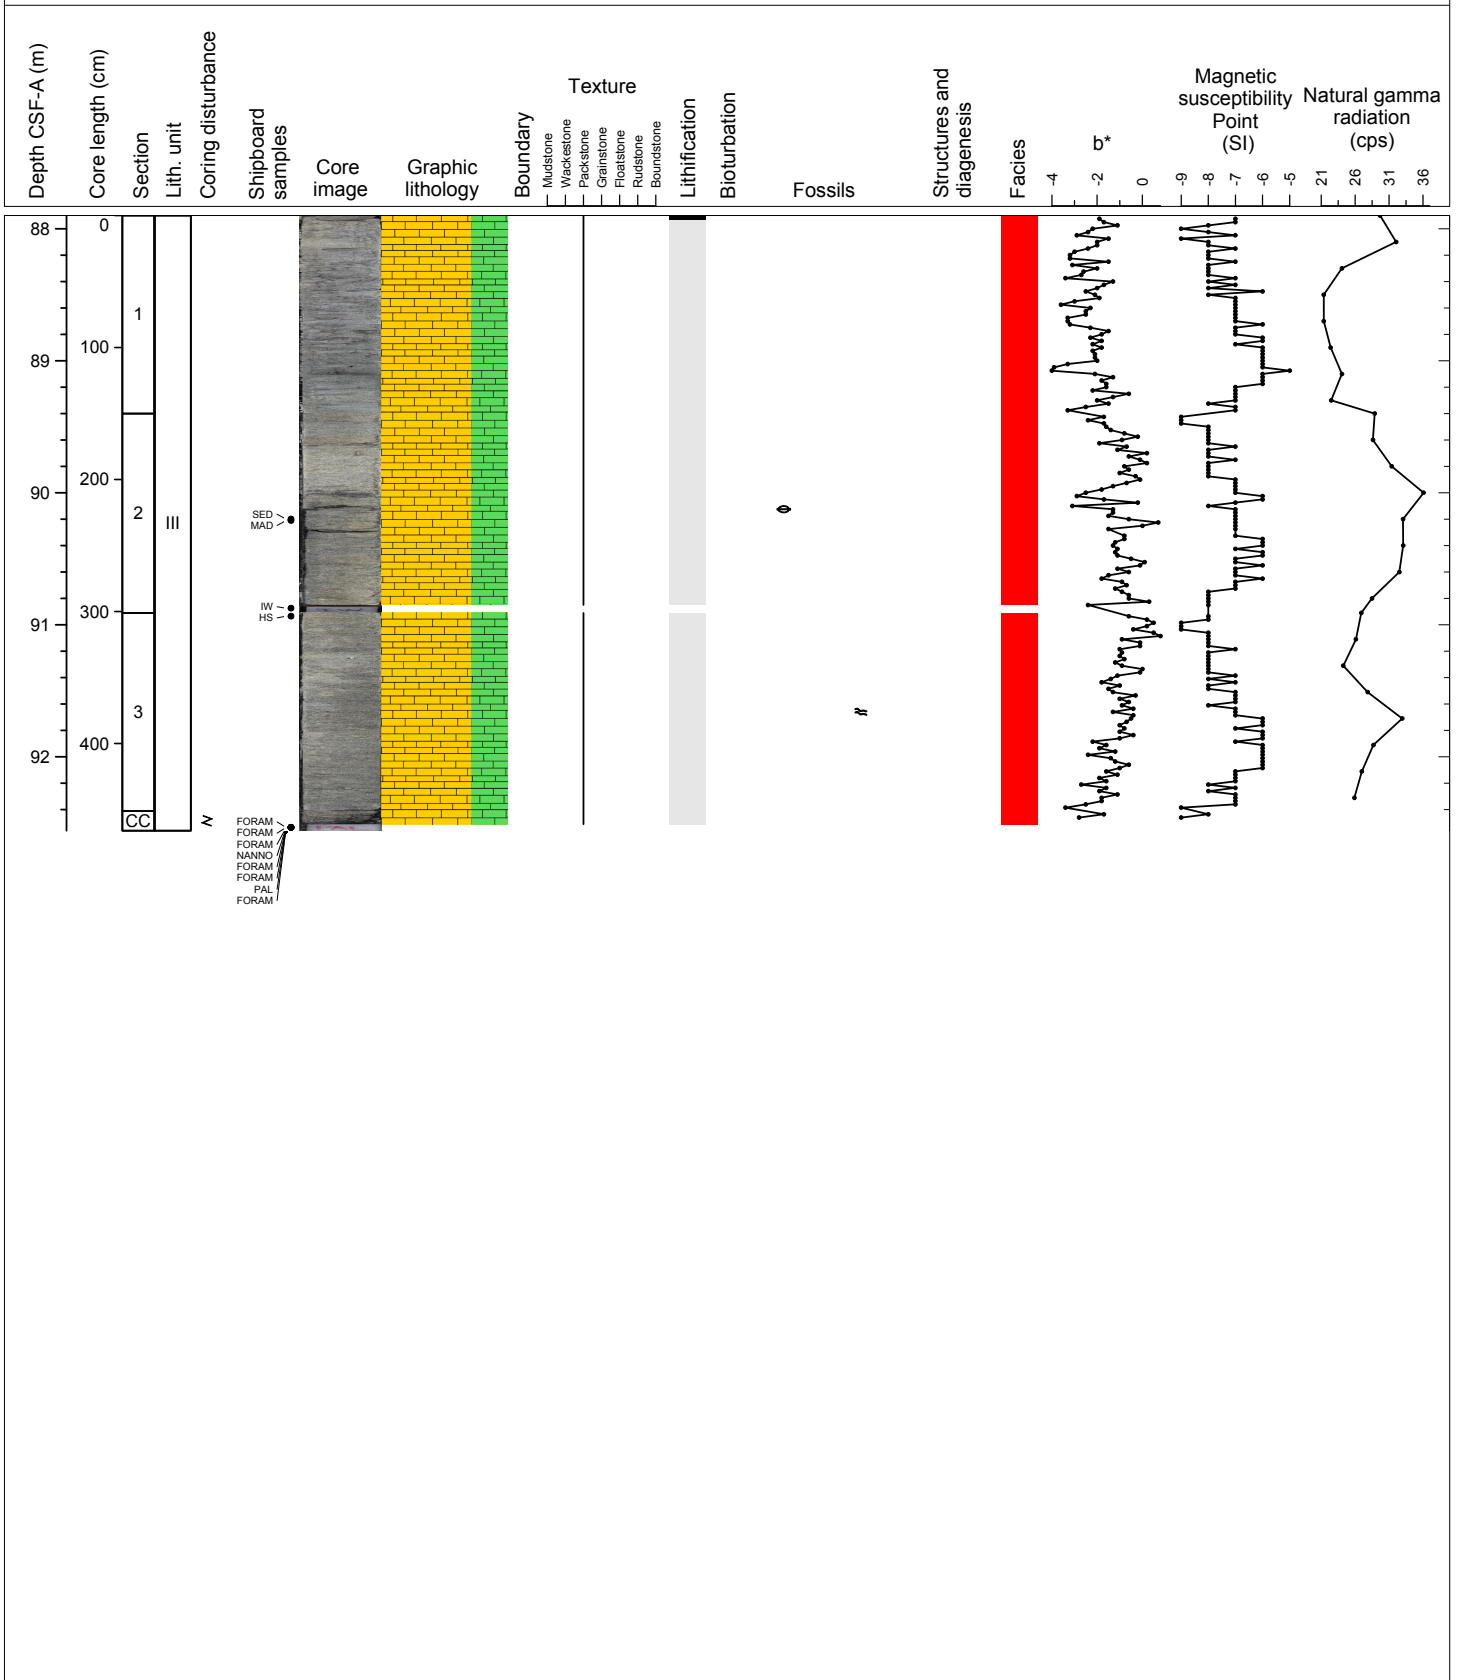 Depth CSF-A (m)
Core length (cm)
Section
Lith. unit
Coring disturbance
Shipboard
samples
Core
image
Graphic
lithology
Boundary
Texture
Mudstone
Wackestone
Packstone
Grainstone
Floatstone
Rudstone
Boundstone
Lithification
Bioturbation
Fossils
Structures and
diagenesis
Facies
b*
-4
-2
0
Magnetic
susceptibility
Point
(SI)
-9
-8
-7
-6
-5
Natural gamma
radiation
(cps)
21
26
31
36
88
89
90
91
92
0
100
200
300
400
1
2
3
CC
III
SED
MAD
IW
HS
FORAM
FORAM
FORAM
NANNO
FORAM
FORAM
PAL
FORAM